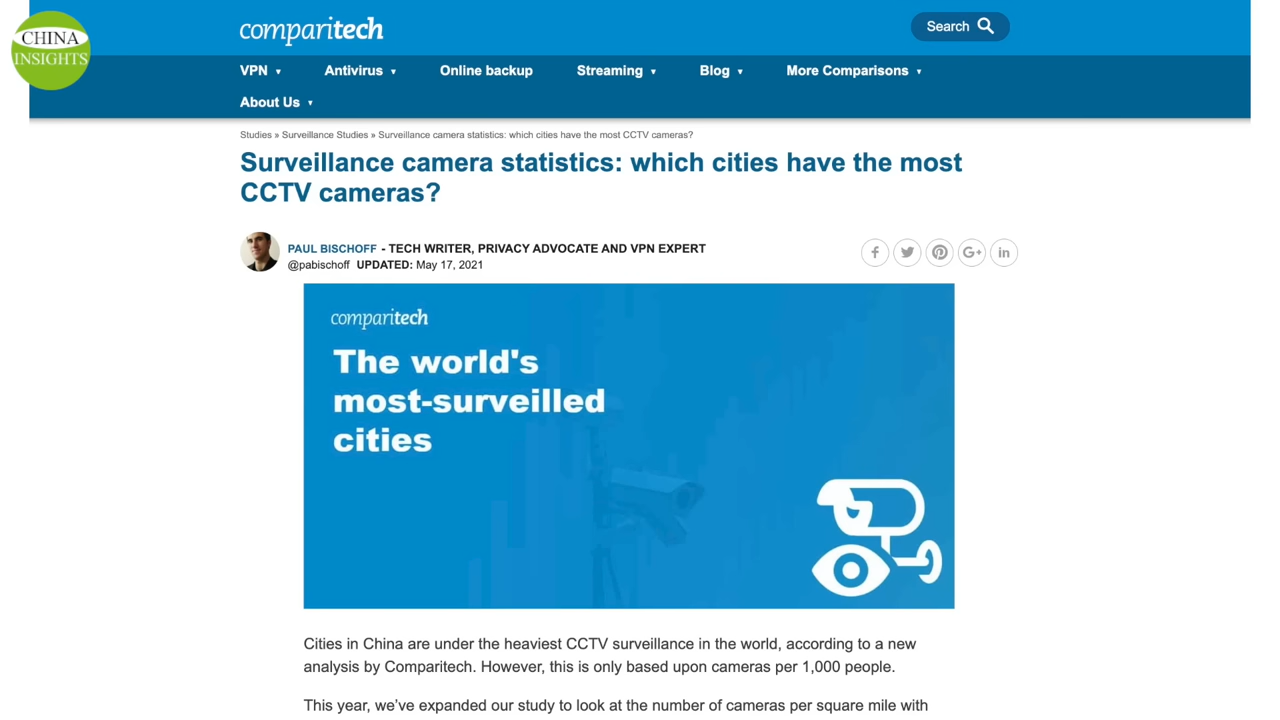 CHINA
INSIGHTS
comparitech
Search
VPN ▼ Antivirus ▼ Online backup Streaming ▼ Blog ▼ More Comparisons ▼
About Us ▼
Studies » Surveillance Studies » Surveillance camera statistics: which cities have the most CCTV cameras?
Surveillance camera statistics: which cities have the most
CCTV cameras?
PAUL BISCHOFF - TECH WRITER, PRIVACY ADVOCATE AND VPN EXPERT
@pabischoff UPDATED: May 17, 2021
f G+ in
comparitech
The world's
most-surveilled
cities
Cities in China are under the heaviest CCTV surveillance in the world, according to a new
analysis by Comparitech. However, this is only based upon cameras per 1,000 people.
This year, we've expanded our study to look at the number of cameras per square mile with